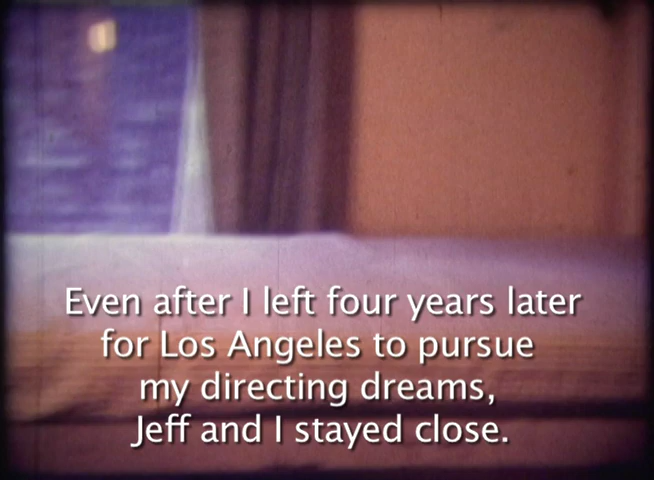 Even after I left four years later
for Los Angeles to pursue
my directing dreams,
Jeff and I stayed close.